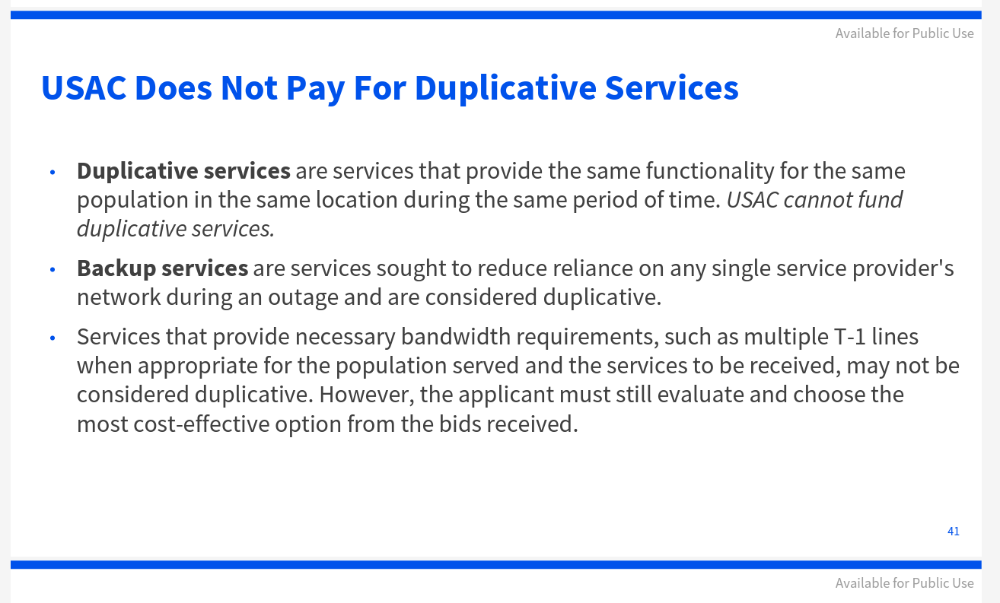 Available for Public Use
USAC Does Not Pay For Duplicative Services
• Duplicative services are services that provide the same functionality for the same
population in the same location during the same period of time. USAC cannot fund
duplicative services.
• Backup services are services sought to reduce reliance on any single service provider's
network during an outage and are considered duplicative.
• Services that provide necessary bandwidth requirements, such as multiple T-1 lines
when appropriate for the population served and the services to be received, may not be
considered duplicative. However, the applicant must still evaluate and choose the
most cost-effective option from the bids received.
41
Available for Public Use